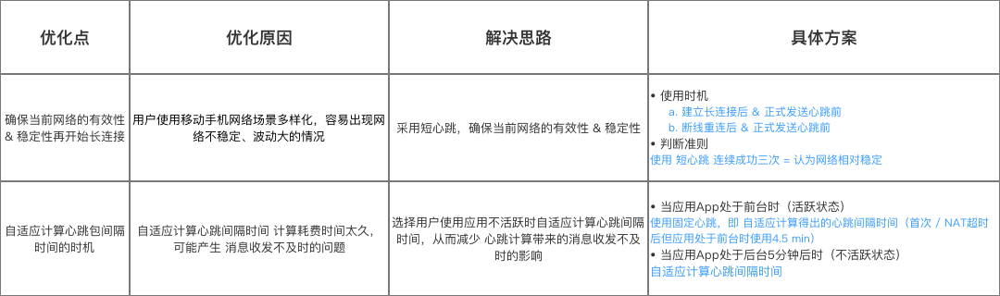 优化点
优化原因
解决思路
具体方案
确保当前网络的有效性
& 稳定性再开始长连接
用户使用移动手机网络场景多样化，容易出现网
络不稳定、波动大的情况
采用短心跳，确保当前网络的有效性 & 稳定性
• 使用时机
a. 建立长连接后 & 正式发送心跳前
b. 断线重连后 & 正式发送心跳前
• 判断准则
使用 短心跳 连续成功三次 = 认为网络相对稳定
自适应计算心跳包间隔
时间的时机
自适应计算心跳间隔时间 计算耗费时间太久，
可能产生 消息收发不及时的问题
选择用户使用应用不活跃时自适应计算心跳间隔
时间，从而减少 心跳计算带来的消息收发不及
时的影响
• 当应用App处于前台时（活跃状态）
使用固定心跳，即 自适应计算得出的心跳间隔时间（首次 / NAT超时
后但应用处于前台时使用4.5 min）
• 当应用App处于后台5分钟后时（不活跃状态）
自适应计算心跳间隔时间